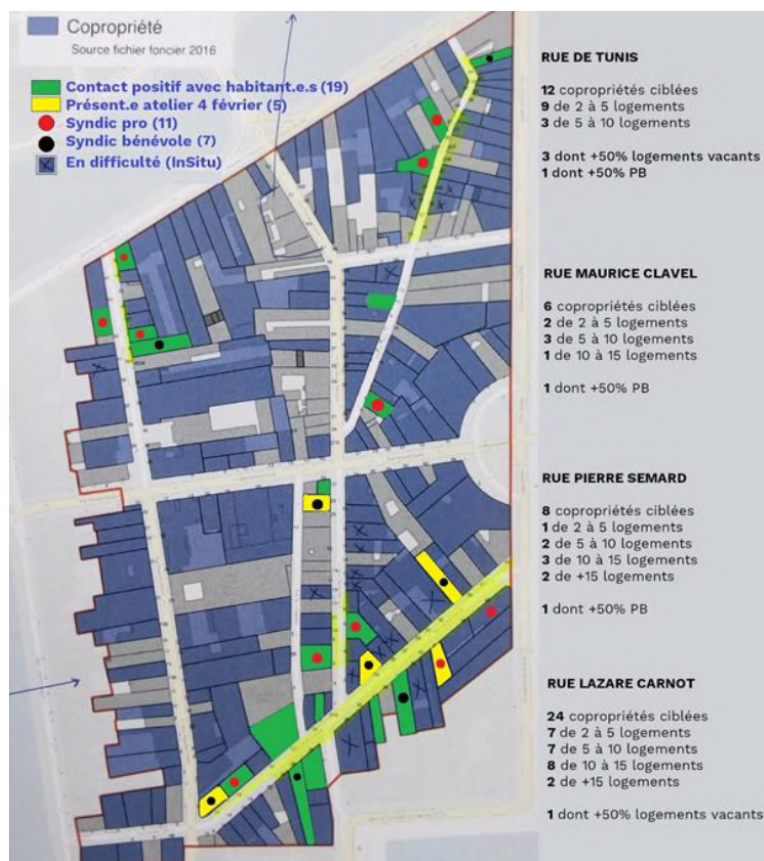 Copropriété
Source fichier foncier 2016
Contact positif avec habitant.e.s (19)
Présent.e atelier 4 février (5)
Syndic pro (11)
Syndic bénévole (7)
En difficulté (InSitu)
RUE DE TUNIS
12 copropriétés ciblées
9 de 2 à 5 logements
3 de 5 à 10 logements
3 dont +50% logements vacants
1 dont +50% PB
RUE MAURICE CLAVEL
6 copropriétés ciblées
2 de 2 à 5 logements
3 de 5 à 10 logements
1 de 10 à 15 logements
1 dont +50% PB
RUE PIERRE SEMARD
8 copropriétés ciblées
1 de 2 à 5 logements
2 de 5 à 10 logements
3 de 10 à 15 logements
2 de +15 logements
1 dont +50% PB
RUE LAZARE CARNOT
24 copropriétés ciblées
7 de 2 à 5 logements
7 de 5 à 10 logements
8 de 10 à 15 logements
2 de +15 logements
1 dont +50% logements vacants